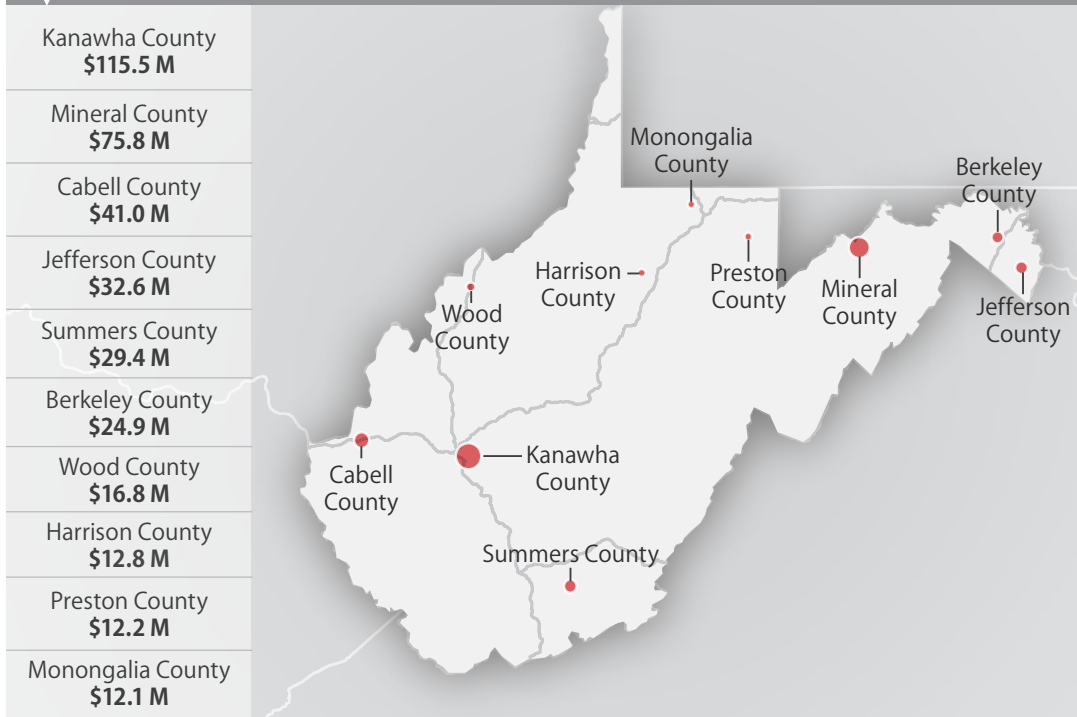 Kanawha County
$115.5 M
Mineral County
$75.8 M
Cabell County
$41.0 M
Jefferson County
$32.6 M
Summers County
$29.4 M
Berkeley County
$24.9 M
Wood County
$16.8 M
Harrison County
$12.8 M
Preston County
$12.2 M
Monongalia County
$12.1 M
Monongalia
County
Berkeley
County
Harrison
County
Preston
County
Mineral
County
Jefferson
County
Wood
County
Cabell
County
Kanawha
County
Summers County